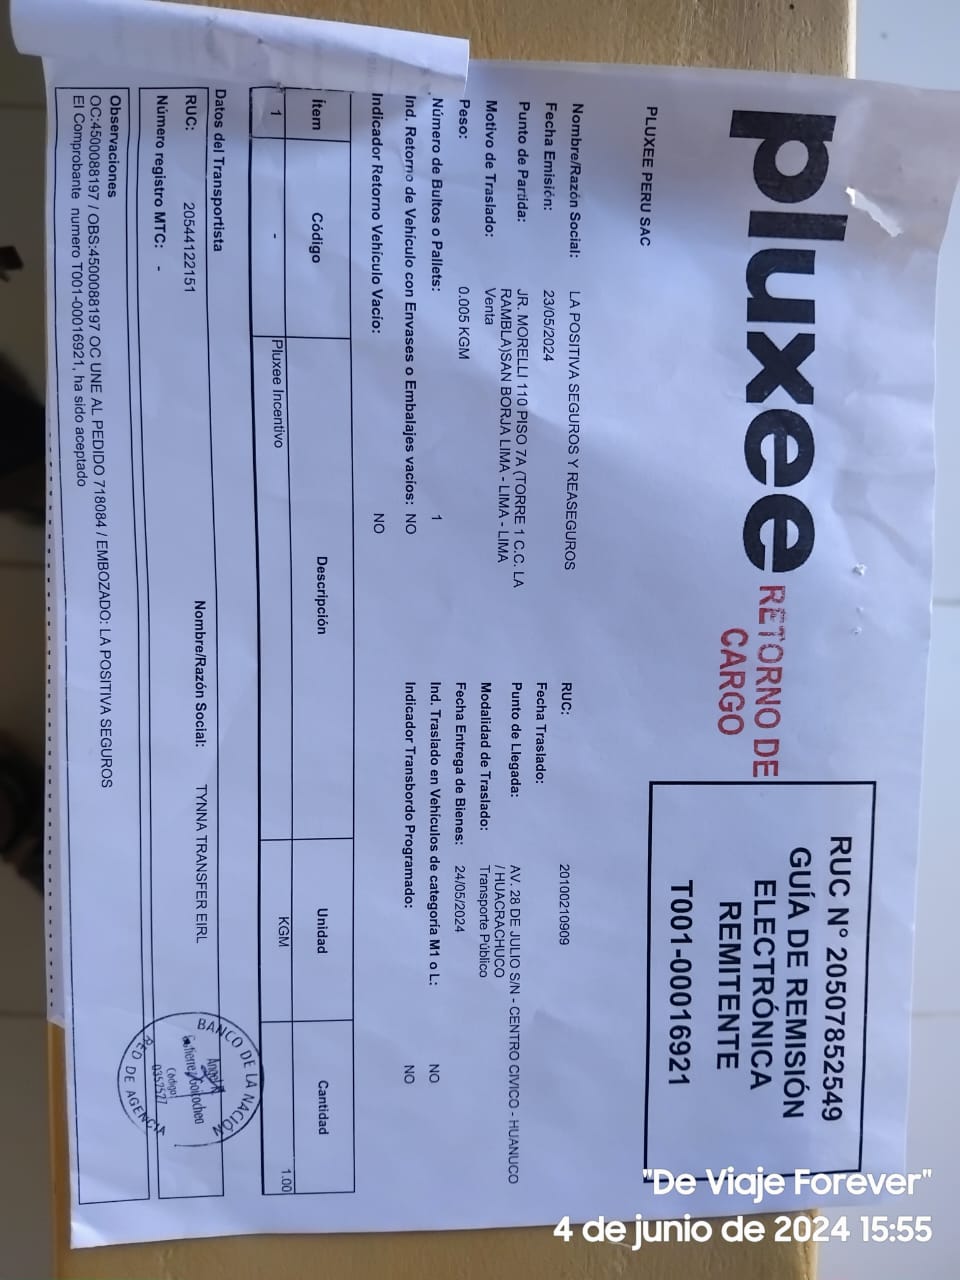 pluxee
RETORNO DE
CARGO
RUC N° 20507852549
GUÍA DE REMISIÓN
ELECTRÓNICA
REMITENTE
T001-00016921
PLUXEE PERU SAC
Nombre/Razón Social: LA POSITIVA SEGUROS Y REASEGUROS RUC: 20100210909
Fecha Emisión: 23/05/2024 Fecha Traslado:
Punto de Partida: JR. MORELLI 110 PISO 7A (TORRE 1 C.C. LA
RAMBLA)SAN BORJA LIMA - LIMA - LIMA
Punto de Llegada: AV. 28 DE JULIO S/N - CENTRO CIVICO - HUANUCO
/ HUACRACHUCO
Motivo de Traslado: Venta Modalidad de Traslado: Transporte Público
Peso: 0.005 KGM Fecha Entrega de Bienes: 24/05/2024
Número de Bultos o Pallets: 1 Ind. Traslado en Vehículos de categoría M1 o L: NO
Ind. Retorno de Vehículo con Envases o Embalajes vacios: NO Indicador Transbordo Programado: NO
Indicador Retorno Vehículo Vacio: NO
Ítem Código Descripción Unidad Cantidad
1 - Pluxee Incentivo KGM 1.00
Datos del Transportista
RUC: 20544122151 Nombre/Razón Social: TYNNA TRANSFER EIRL
Número registro MTC: -
Observaciones
OC:4500088197 / OBS:4500088197 OC UNE AL PEDIDO 718084 / EMBOZADO: LA POSITIVA SEGUROS
El Comprobante numero T001-00016921, ha sido aceptado
BANCO DE LA NACIÓN
Código
RED DE AGENCIA
"De Viaje Forever"
4 de junio de 2024 15:55